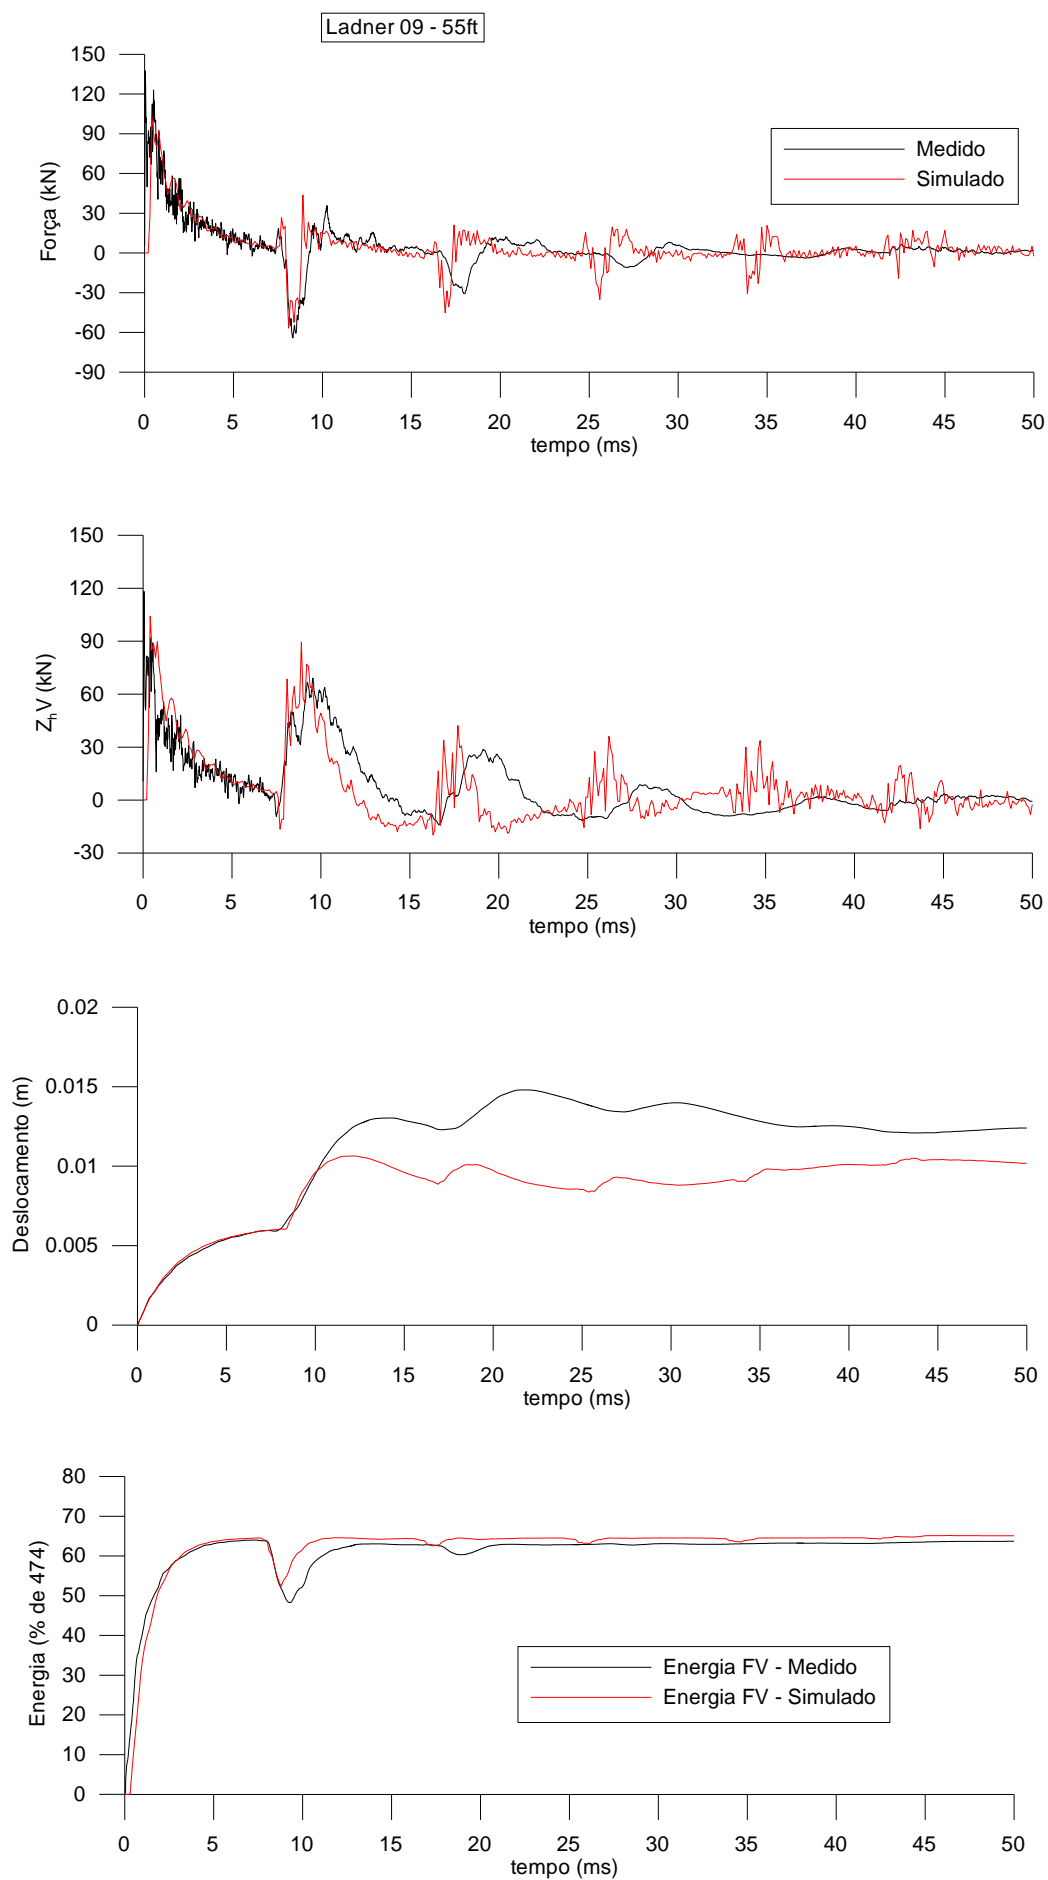 Ladner 09 - 55ft
150
120
90
60
30
0
-30
-60
-90
Força (kN)
Medido
Simulado
0 5 10 15 20 25 30 35 40 45 50
tempo (ms)
150
120
90
60
30
0
-30
ZhV (kN)
0 5 10 15 20 25 30 35 40 45 50
tempo (ms)
0.02
0.015
0.01
0.005
0
Deslocamento (m)
0 5 10 15 20 25 30 35 40 45 50
tempo (ms)
80
70
60
50
40
30
20
10
0
Energia (% de 474)
Energia FV - Medido
Energia FV - Simulado
0 5 10 15 20 25 30 35 40 45 50
tempo (ms)